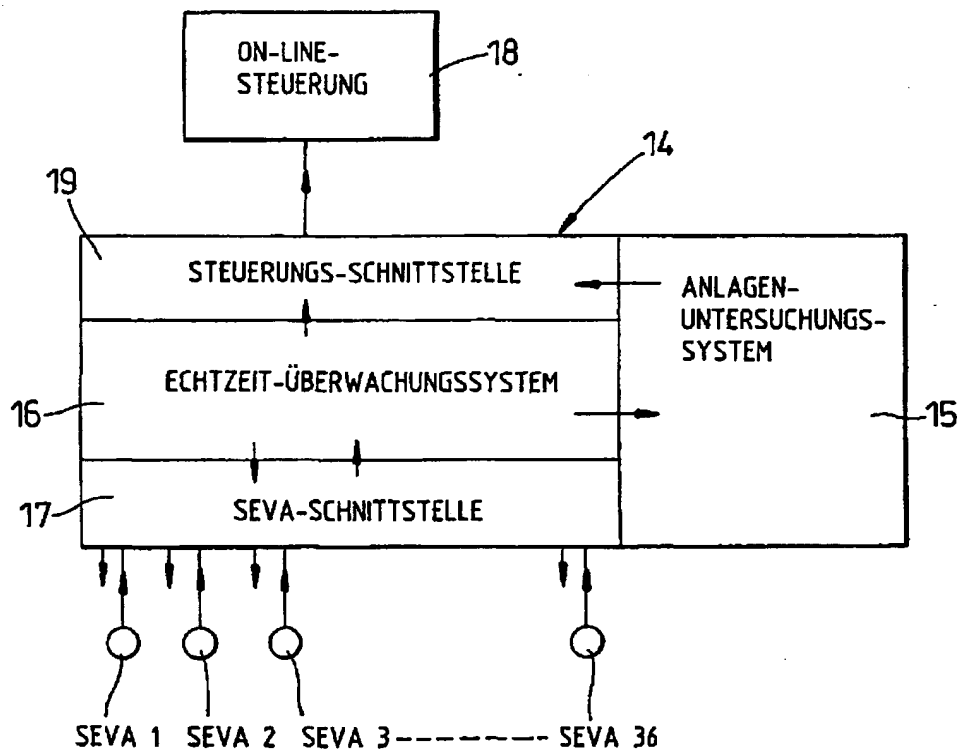 ON-LINE-
STEUERUNG
18
14
19
STEUERUNGS-SCHNITTSTELLE
ANLAGEN-
UNTERSUCHUNGS-
SYSTEM
ECHTZEIT-ÜBERWACHUNGSSYSTEM
16
15
17
SEVA-SCHNITTSTELLE
SEVA 1 SEVA 2 SEVA 3 ------- SEVA 36